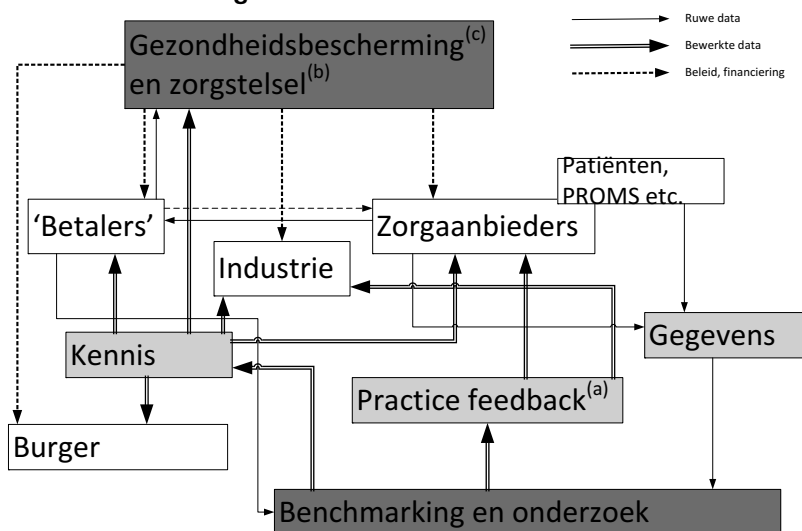 Ruwe data
Bewerkte data
Beleid, financiering
Gezondheidsbescherming(c)
en zorgstelsel(b)
Patiënten,
PROMS etc.
'Betalers'
Zorgaanbieders
Industrie
Gegevens
Kennis
Practice feedback(a)
Burger
Benchmarking en onderzoek